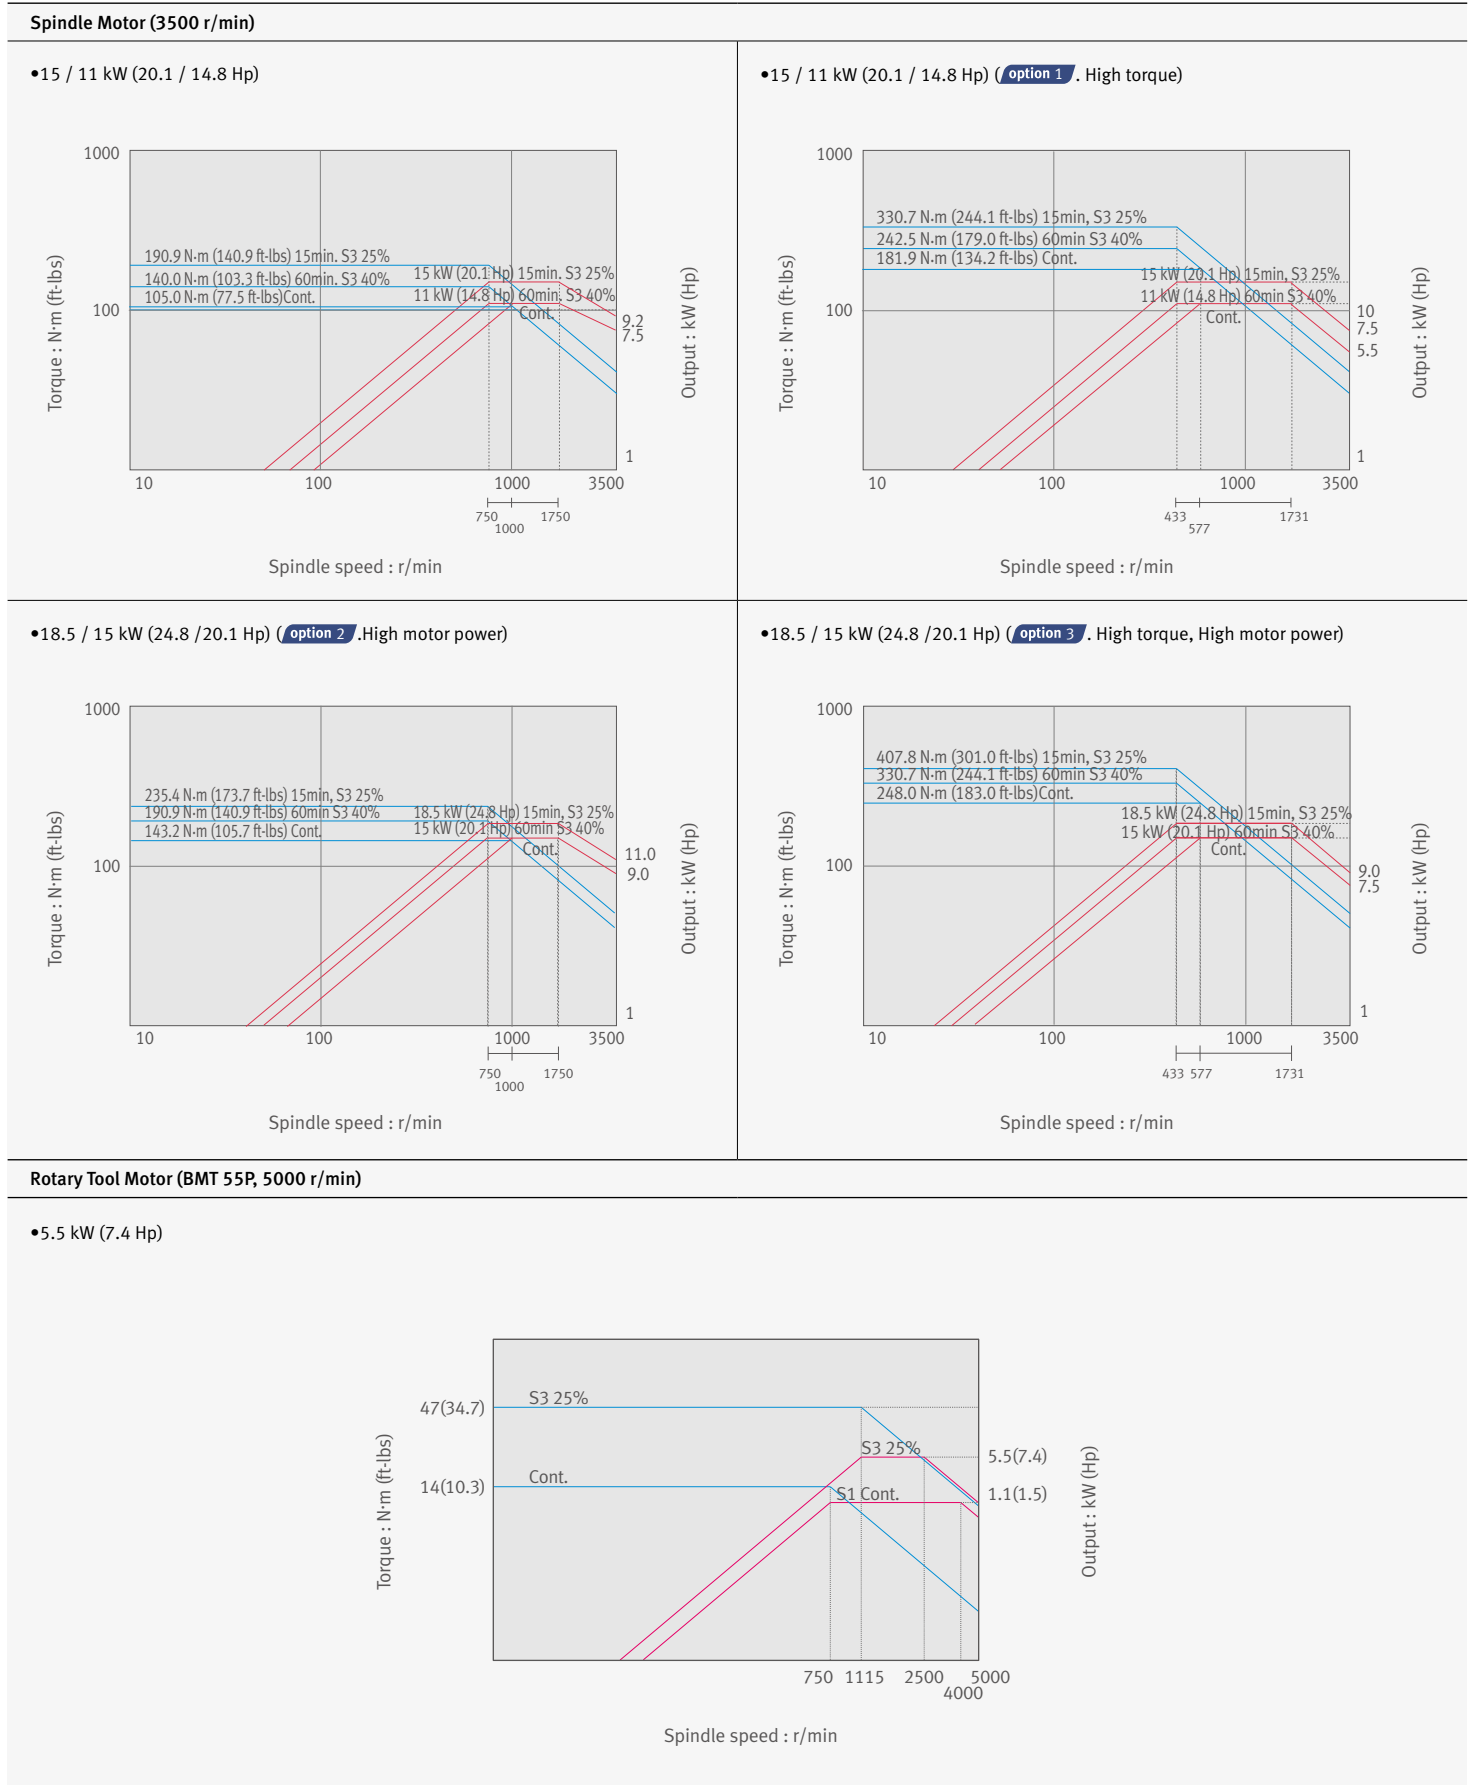 Spindle Motor (3500 r/min)
•15 / 11 kW (20.1 / 14.8 Hp)
1000
100
Torque : N·m (ft-lbs)
190.9 N·m (140.9 ft-lbs) 15min. S3 25%
140.0 N·m (103.3 ft-lbs) 60min. S3 40%
105.0 N·m (77.5 ft-lbs)Cont.
15 kW (20.1 Hp) 15min. S3 25%
11 kW (14.8 Hp) 60min. S3 40%
Cont.
9.2
7.5
1
Output : kW (Hp)
10 100 1000 3500
750 1750
1000
Spindle speed : r/min
•15 / 11 kW (20.1 / 14.8 Hp) (option 1. High torque)
1000
100
Torque : N·m (ft-lbs)
330.7 N·m (244.1 ft-lbs) 15min, S3 25%
242.5 N·m (179.0 ft-lbs) 60min S3 40%
181.9 N·m (134.2 ft-lbs) Cont.
15 kW (20.1 Hp) 15min, S3 25%
11 kW (14.8 Hp) 60min S3 40%
Cont.
10
7.5
5.5
1
Output : kW (Hp)
10 100 1000 3500
433 1731
577
Spindle speed : r/min
•18.5 / 15 kW (24.8 /20.1 Hp) (option 2.High motor power)
1000
100
Torque : N·m (ft-lbs)
235.4 N·m (173.7 ft-lbs) 15min, S3 25%
190.9 N·m (140.9 ft-lbs) 60min S3 40%
143.2 N·m (105.7 ft-lbs) Cont.
18.5 kW (24.8 Hp) 15min, S3 25%
15 kW (20.1 Hp) 60min S3 40%
Cont.
11.0
9.0
1
Output : kW (Hp)
10 100 1000 3500
750 1750
1000
Spindle speed : r/min
•18.5 / 15 kW (24.8 /20.1 Hp) (option 3. High torque, High motor power)
1000
100
Torque : N·m (ft-lbs)
407.8 N·m (301.0 ft-lbs) 15min, S3 25%
330.7 N·m (244.1 ft-lbs) 60min S3 40%
248.0 N·m (183.0 ft-lbs)Cont.
18.5 kW (24.8 Hp) 15min, S3 25%
15 kW (20.1 Hp) 60min S3 40%
Cont.
9.0
7.5
1
Output : kW (Hp)
10 100 1000 3500
433 577 1731
Spindle speed : r/min
Rotary Tool Motor (BMT 55P, 5000 r/min)
•5.5 kW (7.4 Hp)
47(34.7)
14(10.3)
Torque : N·m (ft-lbs)
S3 25%
Cont.
S3 25%
S1 Cont.
5.5(7.4)
1.1(1.5)
Output : kW (Hp)
750 1115 2500 5000
4000
Spindle speed : r/min